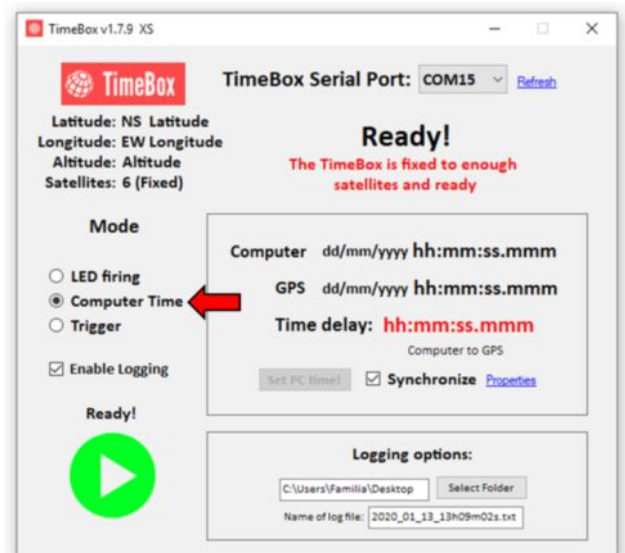 TimeBox v1.7.9 XS
TimeBox
TimeBox Serial Port: COM15 Refresh
Latitude: NS Latitude
Longitude: EW Longitude
Altitude: Altitude
Satellites: 6 (Fixed)
Ready!
The TimeBox is fixed to enough
satellites and ready
Mode
LED firing
Computer Time
Trigger
Enable Logging
Ready!
Computer dd/mm/yyyy hh:mm:ss.mmm
GPS dd/mm/yyyy hh:mm:ss.mmm
Time delay: hh:mm:ss.mmm
Computer to GPS
Set PC time! Synchronize Properties
Logging options:
C:\Users\Familia\Desktop Select Folder
Name of log file: 2020_01_13_13h09m02s.txt